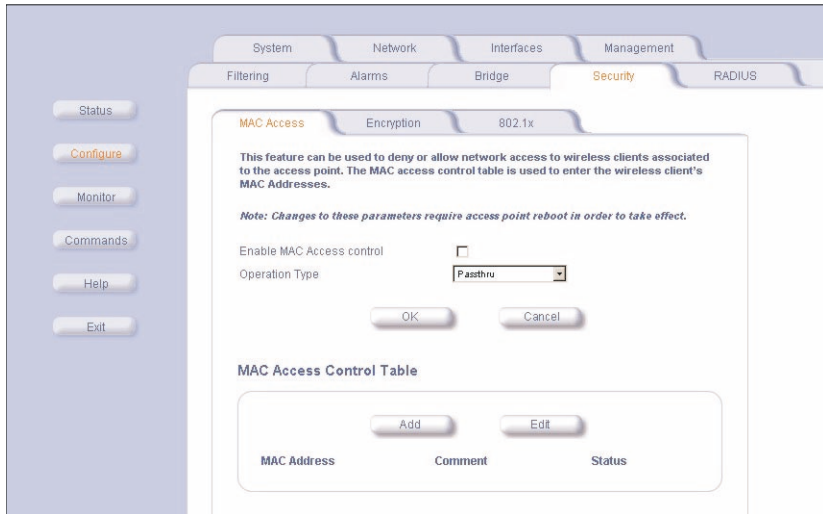 System Network Interfaces Management
Filtering Alarms Bridge Security RADIUS
Status
Configure
Monitor
Commands
Help
Exit
MAC Access Encryption 802.1x
This feature can be used to deny or allow network access to wireless clients associated
to the access point. The MAC access control table is used to enter the wireless client's
MAC Addresses.
Note: Changes to these parameters require access point reboot in order to take effect.
Enable MAC Access control
Operation Type Passthru
OK Cancel
MAC Access Control Table
Add Edit
MAC Address Comment Status